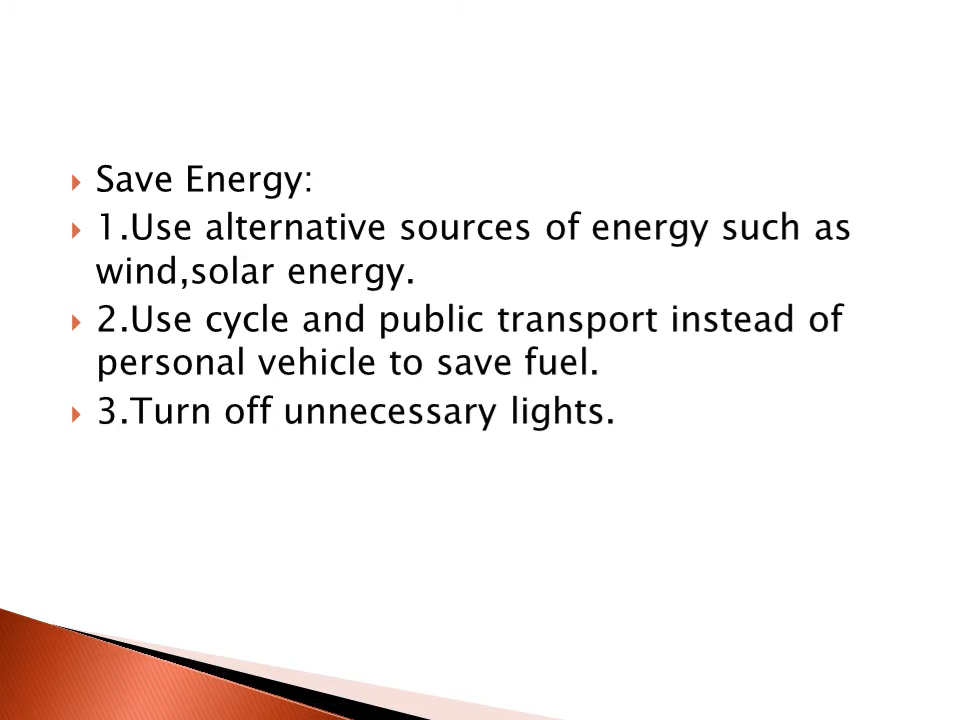 Save Energy:
1.Use alternative sources of energy such as
wind,solar energy.
2.Use cycle and public transport instead of
personal vehicle to save fuel.
3.Turn off unnecessary lights.